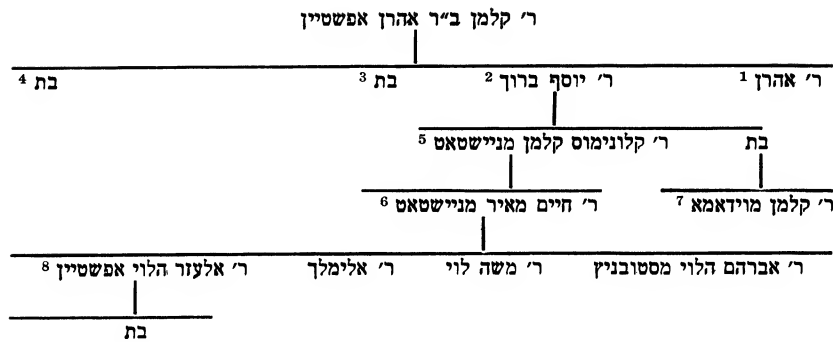 ר׳ קלמן ב״ר אהרן אפשטיין
ר׳ אהרן 1 ר׳ יוסף ברוך 2 בת 3 בת 4
בת ר׳ קלונימוס קלמן מניישטאט 5
ר׳ קלמן מוידאמא 7 ר׳ חיים מאיר מניישטאט 6
ר׳ אברהם הלוי מסטובניץ ר׳ משה לוי ר׳ אלימלך ר׳ אלעזר הלוי אפשטיין 8
בת